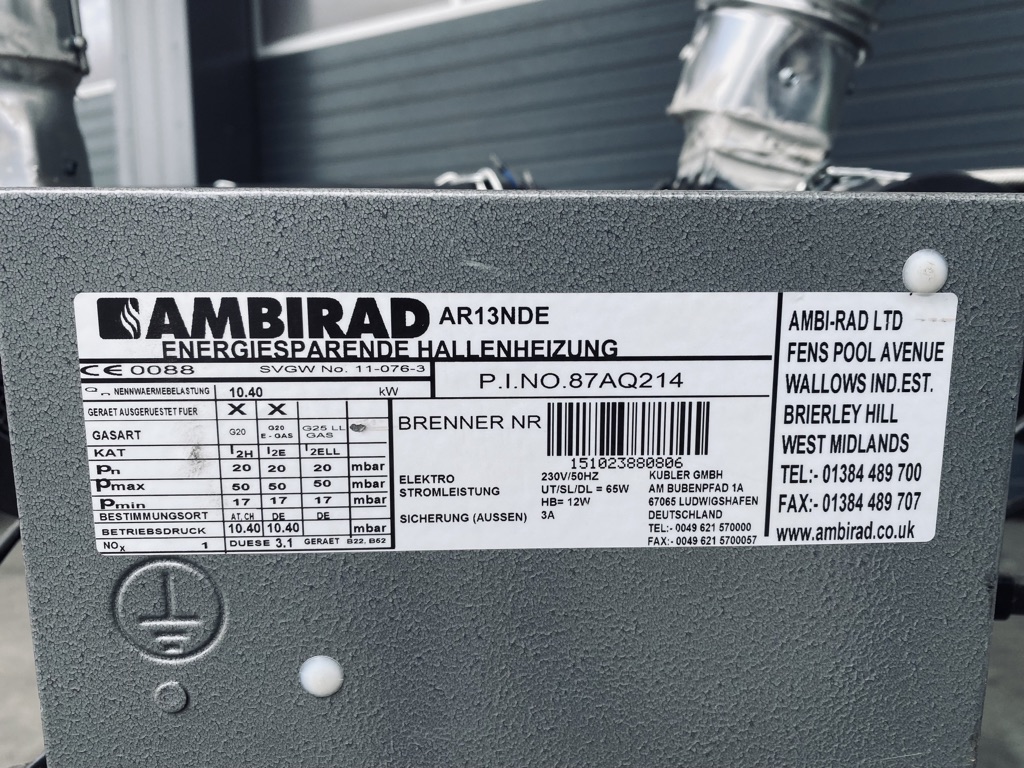 AMBIRAD AR13NDE
ENERGIESPARENDE HALLENHEIZUNG
CE 0088 SVGW No. 11-076-3
P.I.NO.87AQ214
NENNWAERMEBELASTUNG 10.40 kW
GERAET AUSGERUESTET FUER X X
GASART G20 G20 E-GAS G25 LL GAS
KAT I2H I2E I2ELL
Pn 20 20 20 mbar
Pmax 50 50 50 mbar
Pmin 17 17 17 mbar
BESTIMMUNGSORT AT. CH DE DE
BETRIEBSDRUCK 10.40 10.40 mbar
NOx 1 DUESE 3.1 GERAET B22. B52
BRENNER NR
151023880806
ELEKTRO 230V/50HZ
STROMLEISTUNG UT/SL/DL = 65W
HB= 12W
SICHERUNG (AUSSEN) 3A
KUBLER GMBH
AM BUBENPFAD 1A
67065 LUDWIGSHAFEN
DEUTSCHLAND
TEL:- 0049 621 570000
FAX:- 0049 621 5700057
AMBI-RAD LTD
FENS POOL AVENUE
WALLOWS IND.EST.
BRIERLEY HILL
WEST MIDLANDS
TEL:- 01384 489 700
FAX:- 01384 489 707
www.ambirad.co.uk